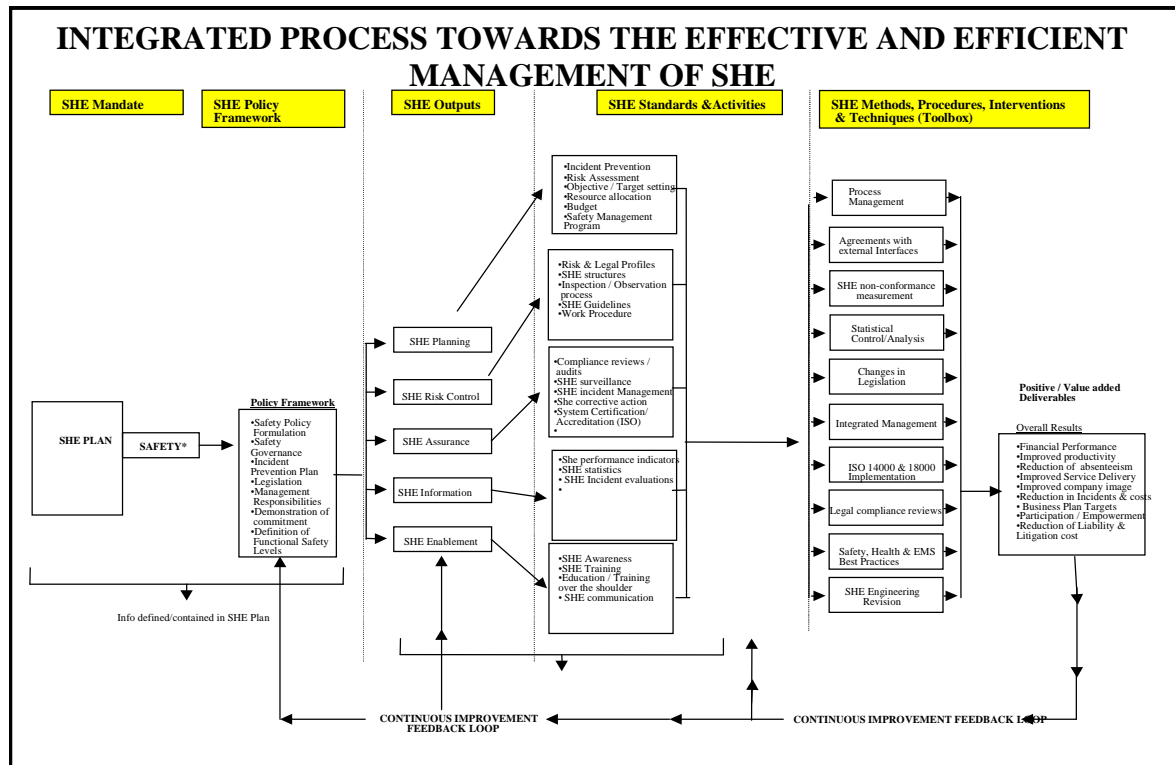 INTEGRATED PROCESS TOWARDS THE EFFECTIVE AND EFFICIENT
MANAGEMENT OF SHE
SHE Mandate
SHE Policy
Framework
SHE Outputs
SHE Standards &Activities
SHE Methods, Procedures, Interventions
& Techniques (Toolbox)
SHE PLAN
SAFETY*
Policy Framework
•Safety Policy
Formulation
•Safety
Governance
•Incident
Prevention Plan
•Legislation
•Management
Responsibilities
•Demonstration of
commitment
•Definition of
Functional Safety
Levels
Info defined/contained in SHE Plan
SHE Planning
SHE Risk Control
SHE Assurance
SHE Information
SHE Enablement
•Incident Prevention
•Risk Assessment
•Objective / Target setting
•Resource allocation
•Budget
•Safety Management
Program
•Risk & Legal Profiles
•SHE structures
•Inspection / Observation
process
•SHE Guidelines
•Work Procedure
•Compliance reviews /
audits
•SHE surveillance
•SHE incident Management
•She corrective action
•System Certification/
Accreditation (ISO)
•
•She performance indicators
•SHE statistics
• SHE Incident evaluations
•
•SHE Awareness
•SHE Training
•Education / Training
over the shoulder
• SHE communication
Process
Management
Agreements with
external Interfaces
SHE non-conformance
measurement
Statistical
Control/Analysis
Changes in
Legislation
Integrated Management
ISO 14000 & 18000
Implementation
Legal compliance reviews
Safety, Health & EMS
Best Practices
SHE Engineering
Revision
Positive / Value added
Deliverables
Overall Results
•Financial Performance
•Improved productivity
•Reduction of absenteeism
•Improved Service Delivery
•Improved company image
•Reduction in Incidents & costs
• Business Plan Targets
•Participation / Empowerment
•Reduction of Liability &
Litigation cost
CONTINUOUS IMPROVEMENT
FEEDBACK LOOP
CONTINUOUS IMPROVEMENT FEEDBACK LOOP